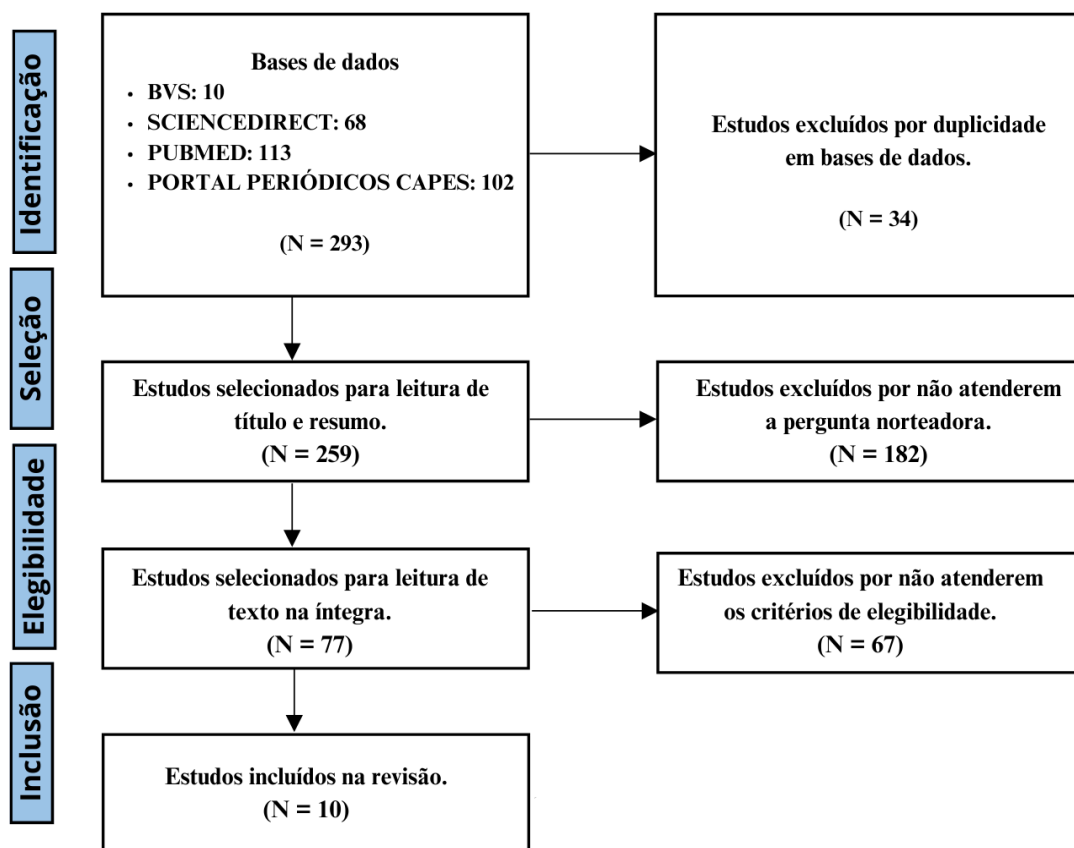 Identificação
Bases de dados
• BVS: 10
• SCIENCEDIRECT: 68
• PUBMED: 113
• PORTAL PERIÓDICOS CAPES: 102
(N = 293)
Estudos excluídos por duplicidade
em bases de dados.
(N = 34)
Seleção
Estudos selecionados para leitura de
título e resumo.
(N = 259)
Estudos excluídos por não atenderem
a pergunta norteadora.
(N = 182)
Elegibilidade
Estudos selecionados para leitura de
texto na íntegra.
(N = 77)
Estudos excluídos por não atenderem
os critérios de elegibilidade.
(N = 67)
Inclusão
Estudos incluídos na revisão.
(N = 10)